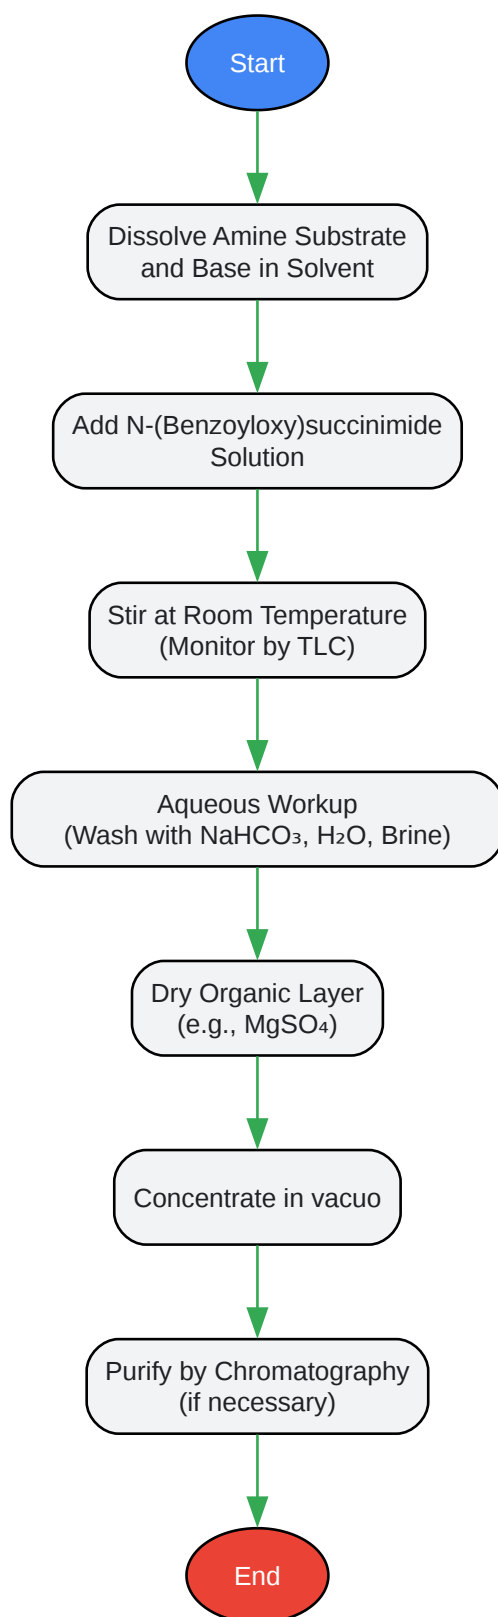 Start
Dissolve Amine Substrate
and Base in Solvent
Add N-(Benzoyloxy)succinimide
Solution
Stir at Room Temperature
(Monitor by TLC)
Aqueous Workup
(Wash with NaHCO₃, H₂O, Brine)
Dry Organic Layer
(e.g., MgSO₄)
Concentrate in vacuo
Purify by Chromatography
(if necessary)
End